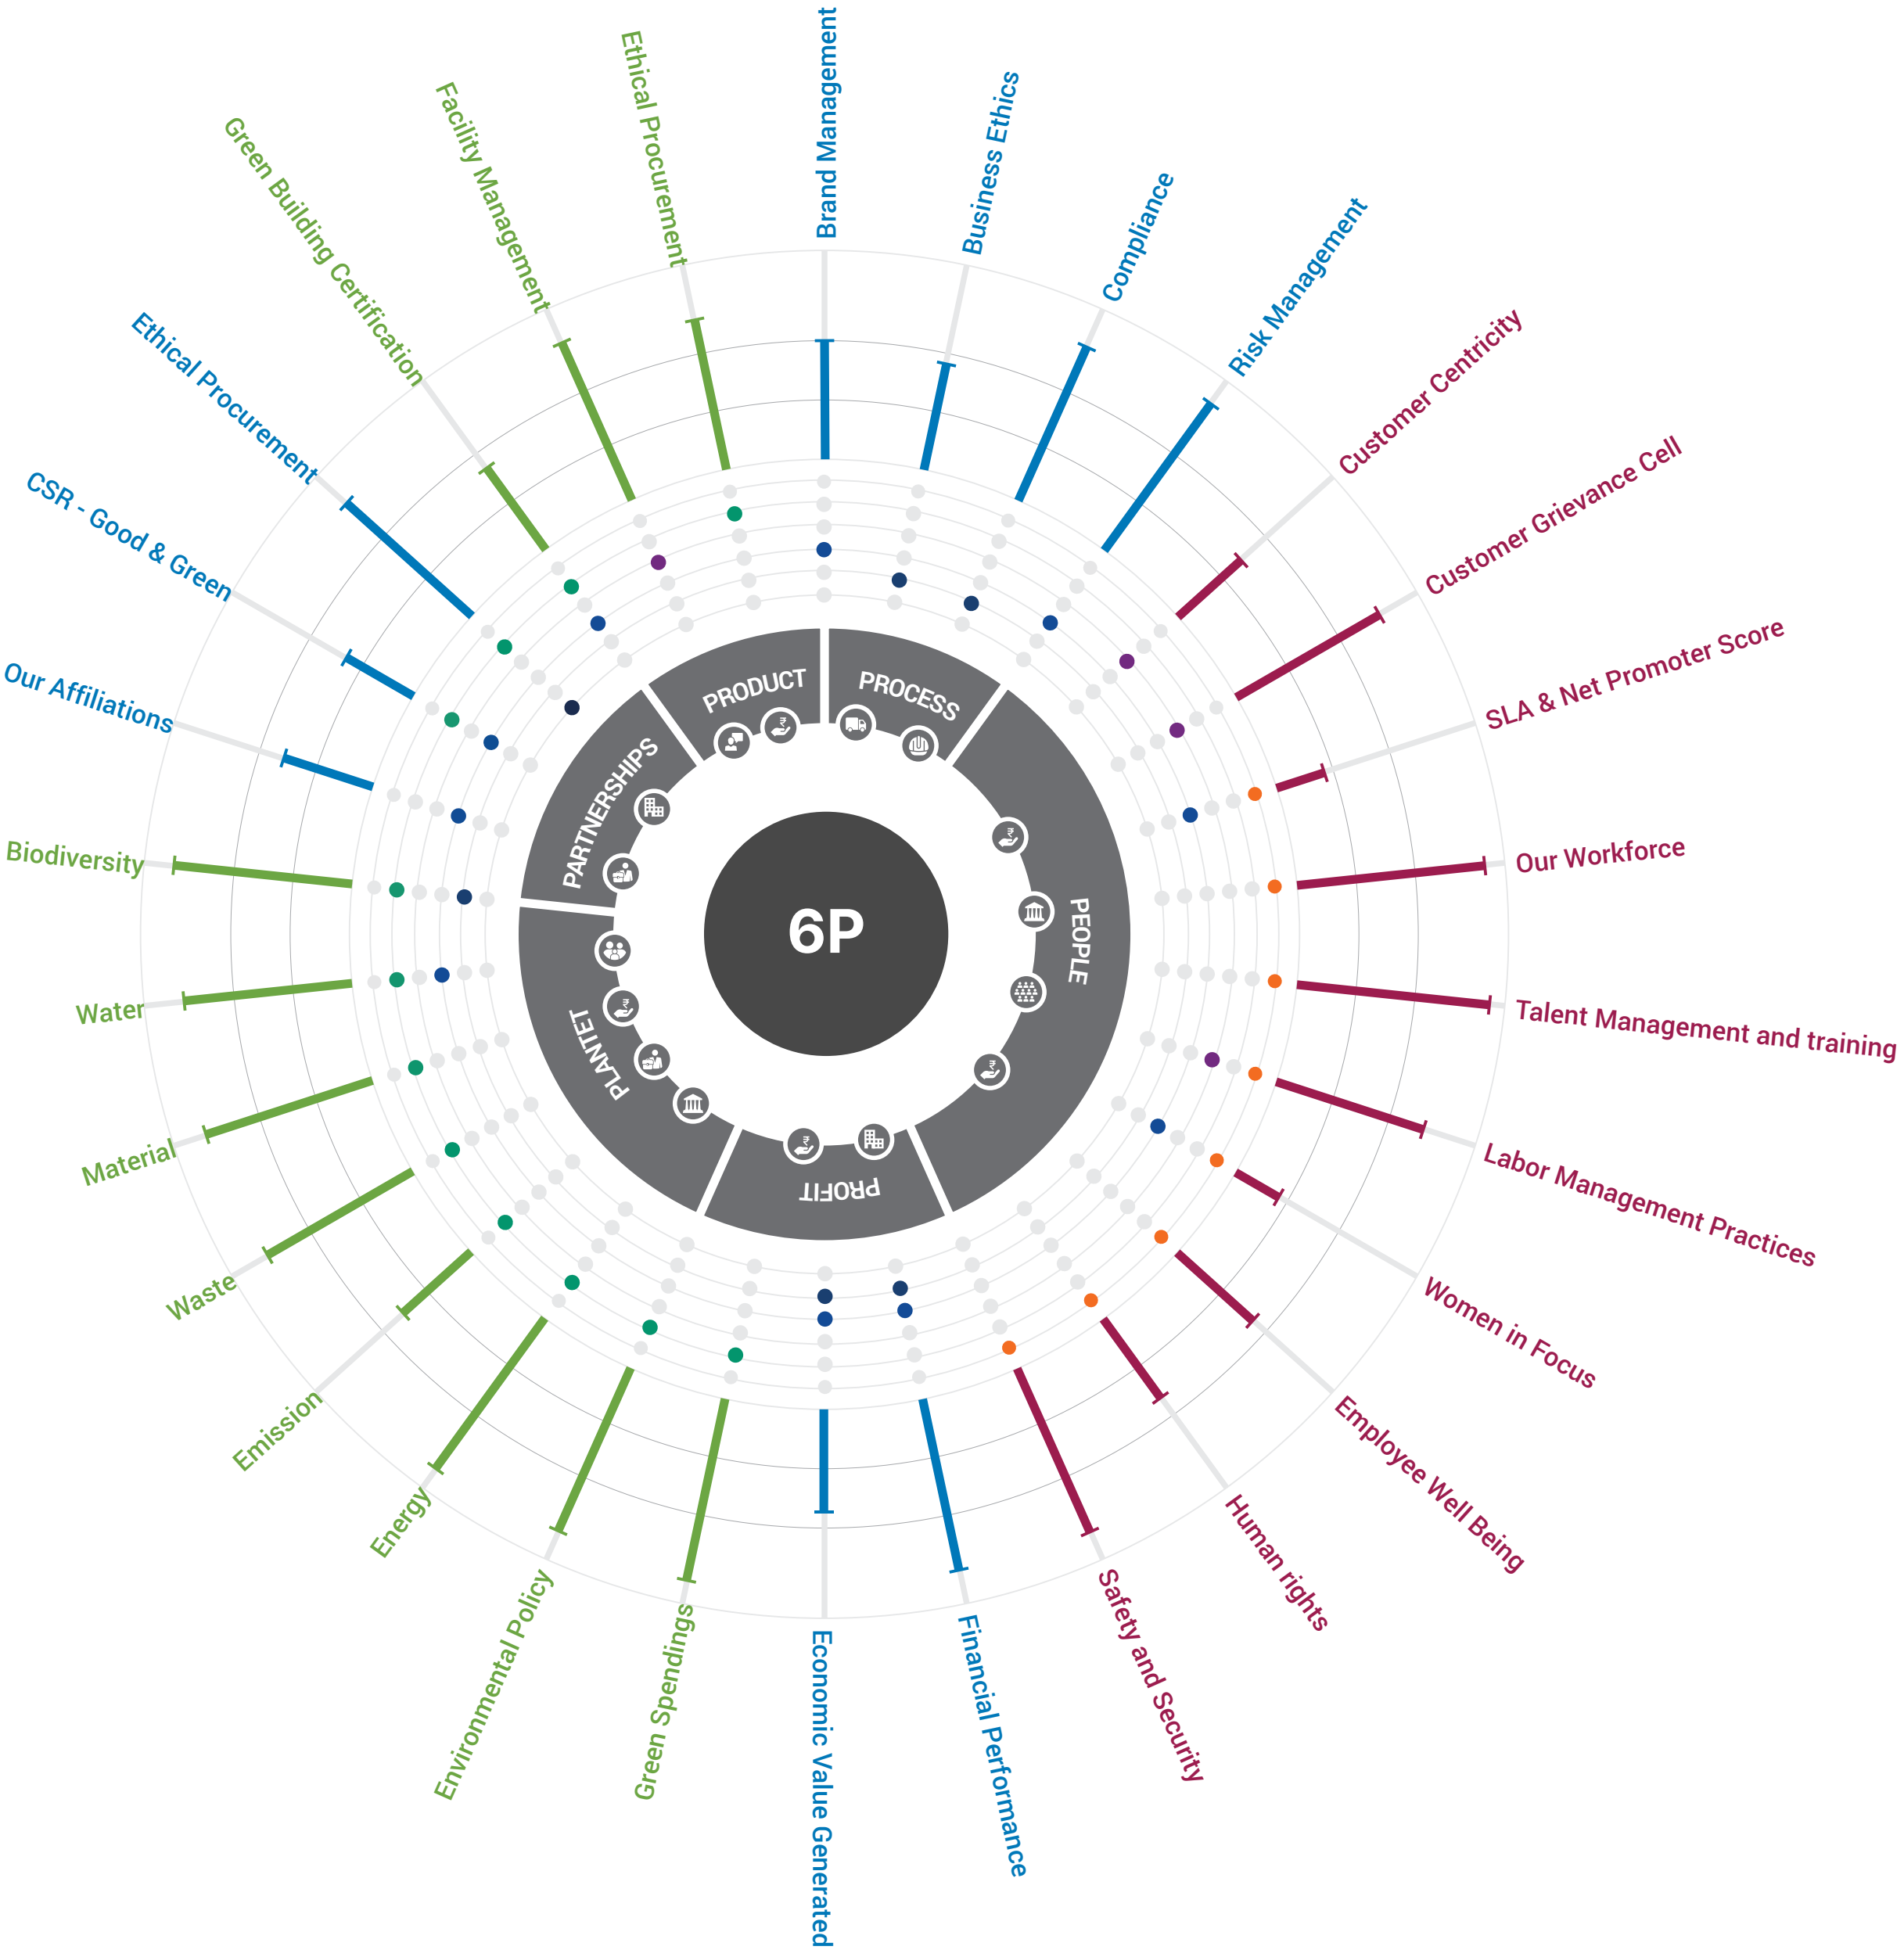 Brand Management
Business Ethics
Compliance
Risk Management
Customer Centricity
Customer Grievance Cell
SLA & Net Promoter Score
Our Workforce
Talent Management and training
Labor Management Practices
Women in Focus
Employee Well Being
Human rights
Safety and Security
Financial Performance
Economic Value Generated
Green Spendings
Environmental Policy
Energy
Emission
Waste
Material
Water
Biodiversity
Our Affiliations
CSR - Good & Green
Ethical Procurement
Green Building Certification
Facility Management
Ethical Procurement
PROCESS
PEOPLE
PROFIT
PLANTET
PARTNERSHIPS
PRODUCT
6P